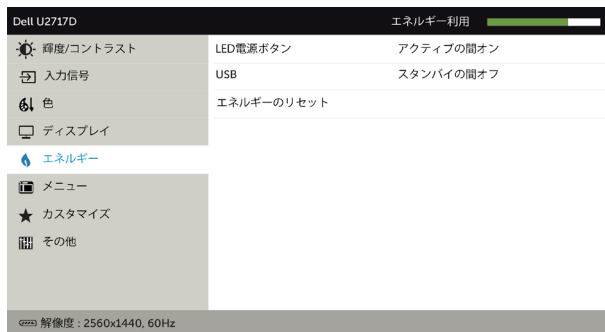 Dell U2717D エネルギー利用
輝度/コントラスト LED電源ボタン アクティブの間オン
入力信号 USB スタンバイの間オフ
色 エネルギーのリセット
ディスプレイ
エネルギー
メニュー
カスタマイズ
その他
解像度 : 2560x1440, 60Hz